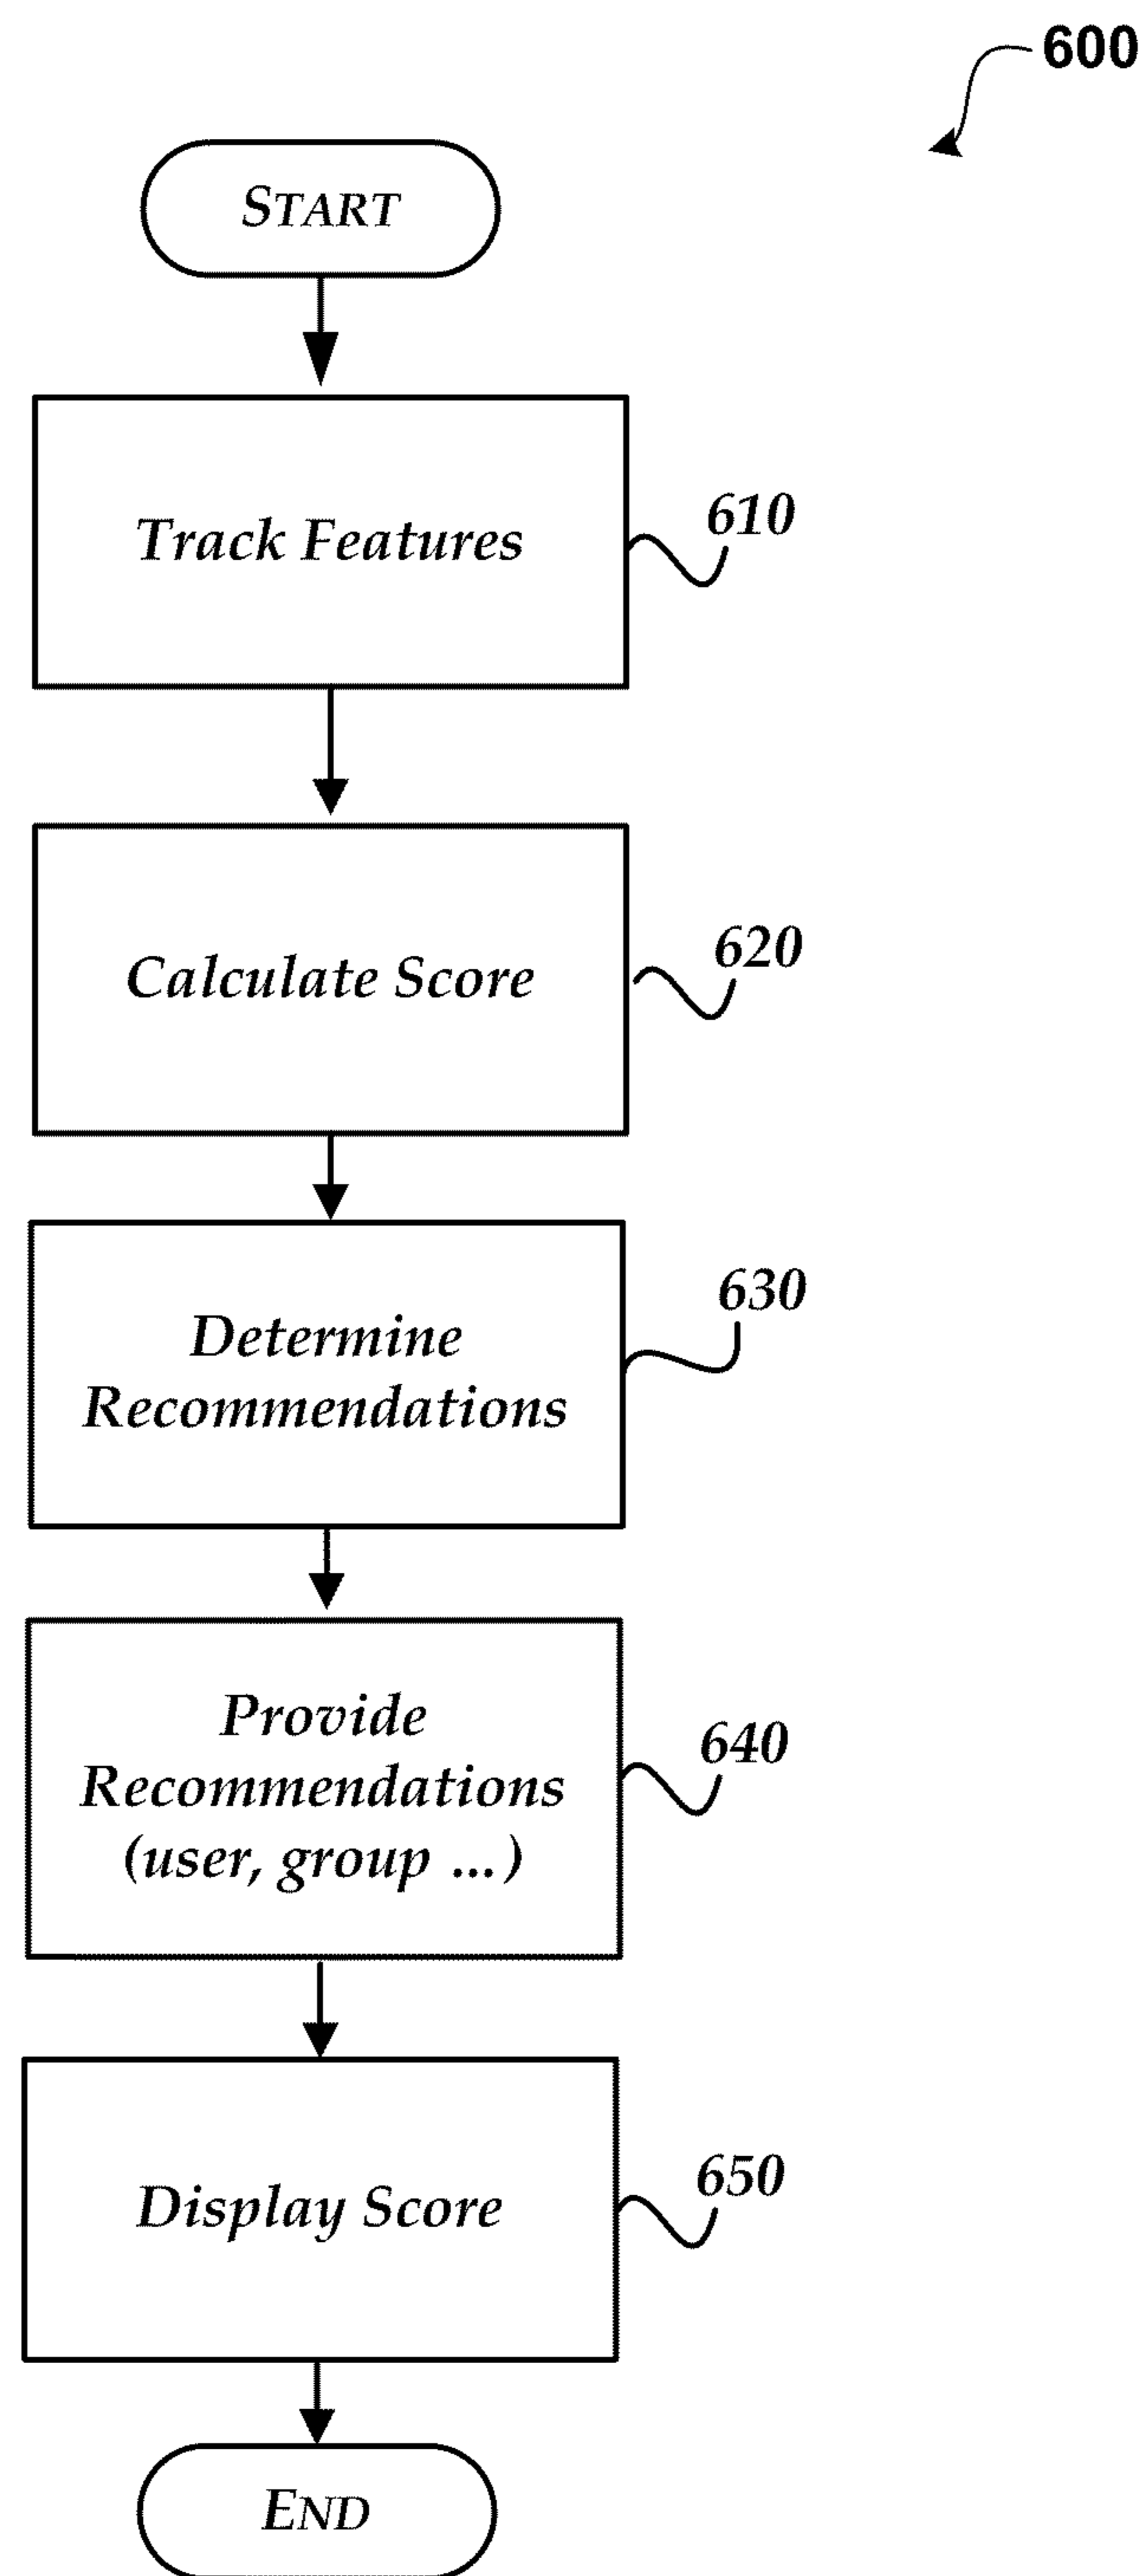 600
START
Track Features
610
Calculate Score
620
Determine
Recommendations
630
Provide
Recommendations
(user, group ...)
640
Display Score
650
END